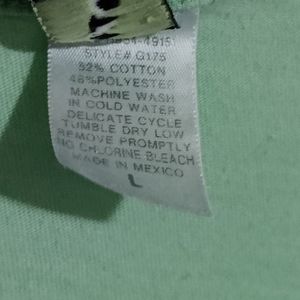 STYLE# G175
52% COTTON
48% POLYESTER
MACHINE WASH
IN COLD WATER
DELICATE CYCLE
TUMBLE DRY LOW
REMOVE PROMPTLY
NO CHLORINE BLEACH
MADE IN MEXICO
L